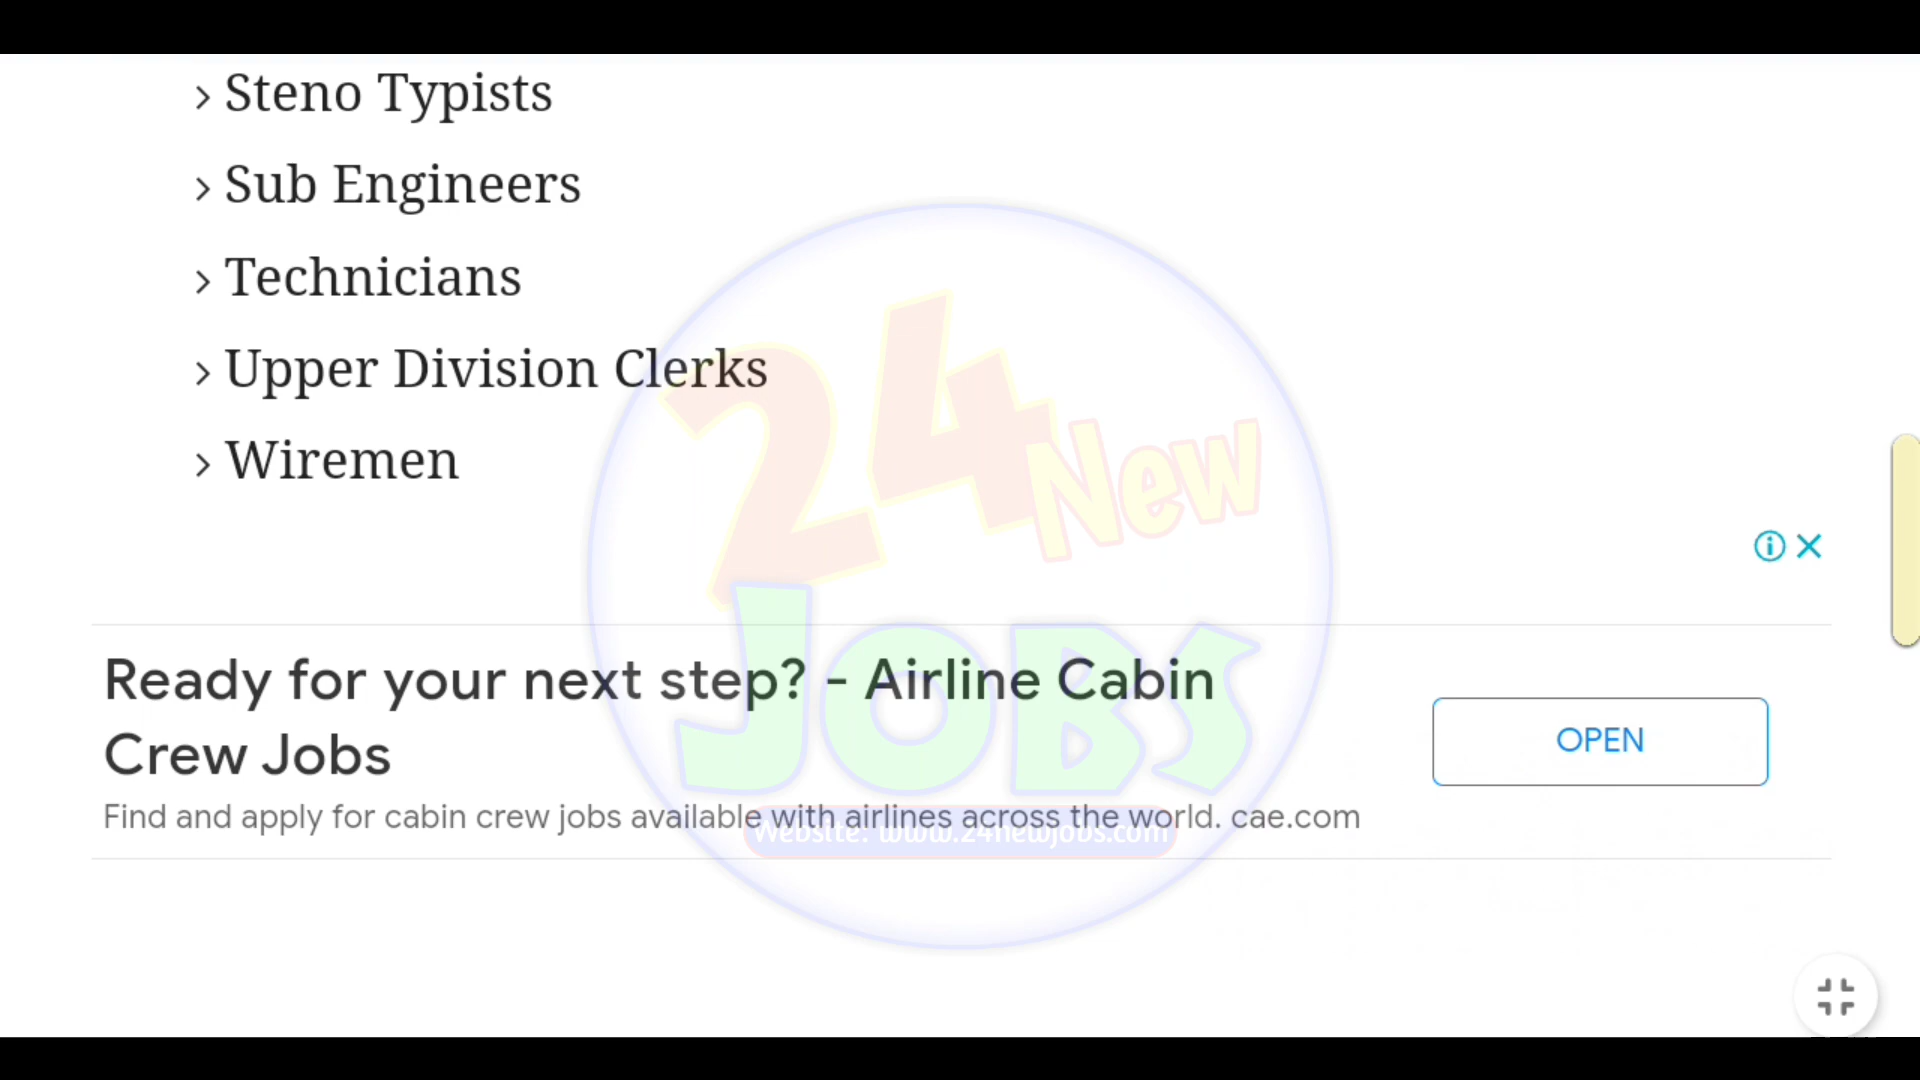 › Steno Typists
› Sub Engineers
› Technicians
› Upper Division Clerks
› Wiremen
24 New
JOBS
Ready for your next step? - Airline Cabin
Crew Jobs
OPEN
Find and apply for cabin crew jobs available with airlines across the world. cae.com
Website: www.24newjobs.com